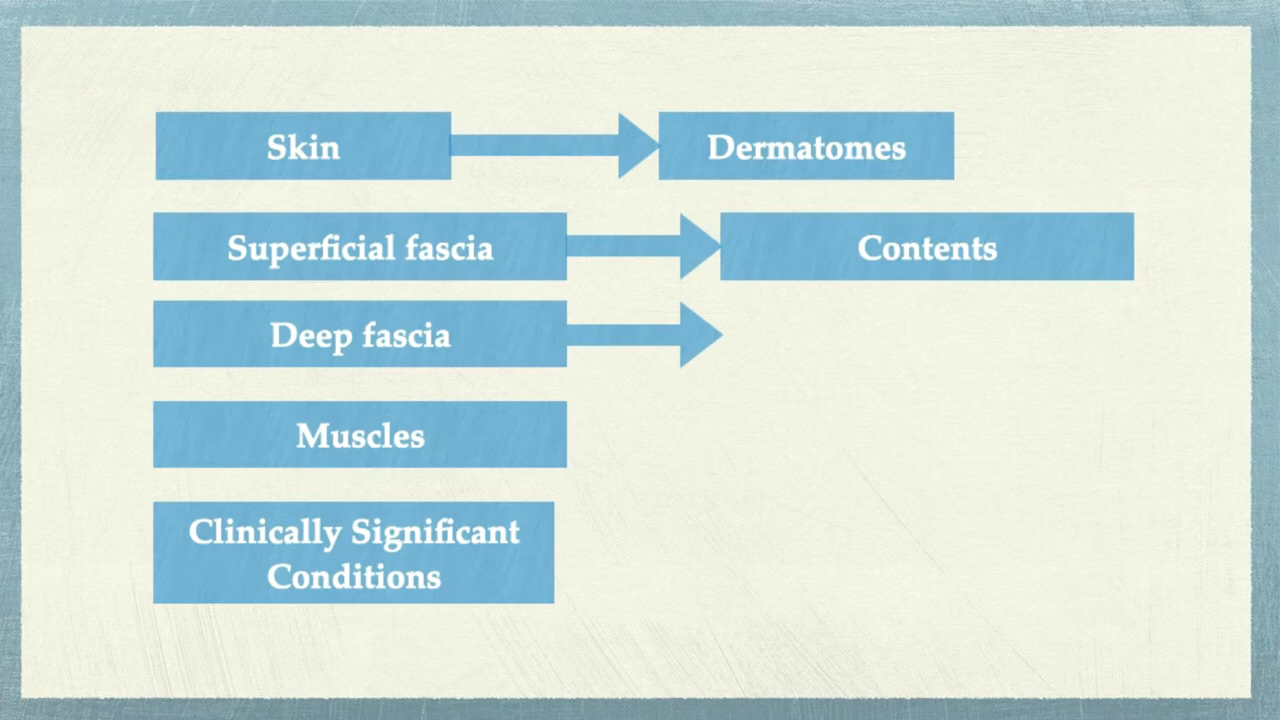 Skin
Dermatomes
Superficial fascia
Contents
Deep fascia
Muscles
Clinically Significant
Conditions